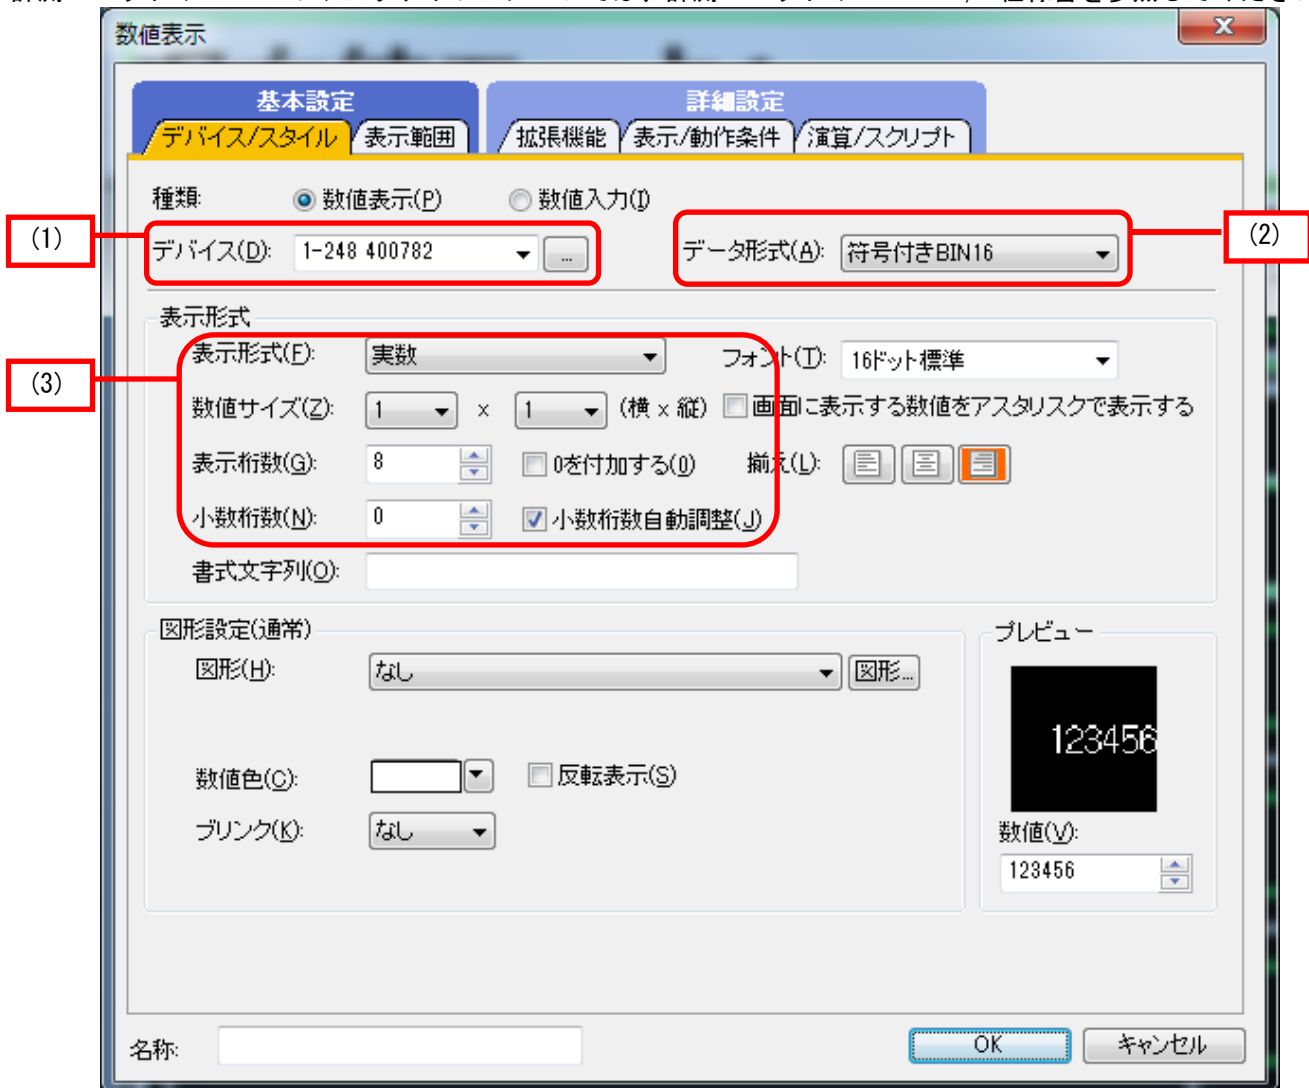 数値表示
基本設定 詳細設定
デバイス/スタイル 表示範囲 拡張機能 表示/動作条件 演算/スクリプト
種類: 数値表示(P) 数値入力(I)
(1) デバイス(D): 1-248 400782 ... データ形式(A): 符号付きBIN16 (2)
表示形式
表示形式(F): 実数 フォント(T): 16ドット標準
(3)
数値サイズ(Z): 1 x 1 (横 x 縦) 画面に表示する数値をアスタリスクで表示する
表示桁数(G): 8 0を付加する(0) 揃え(L):
小数桁数(N): 0 小数桁数自動調整(J)
書式文字列(O):
図形設定(通常) プレビュー
図形(H): なし 図形...
123456
数値色(C): 反転表示(S)
ブリンク(K): なし 数値(V):
123456
名称: OK キャンセル